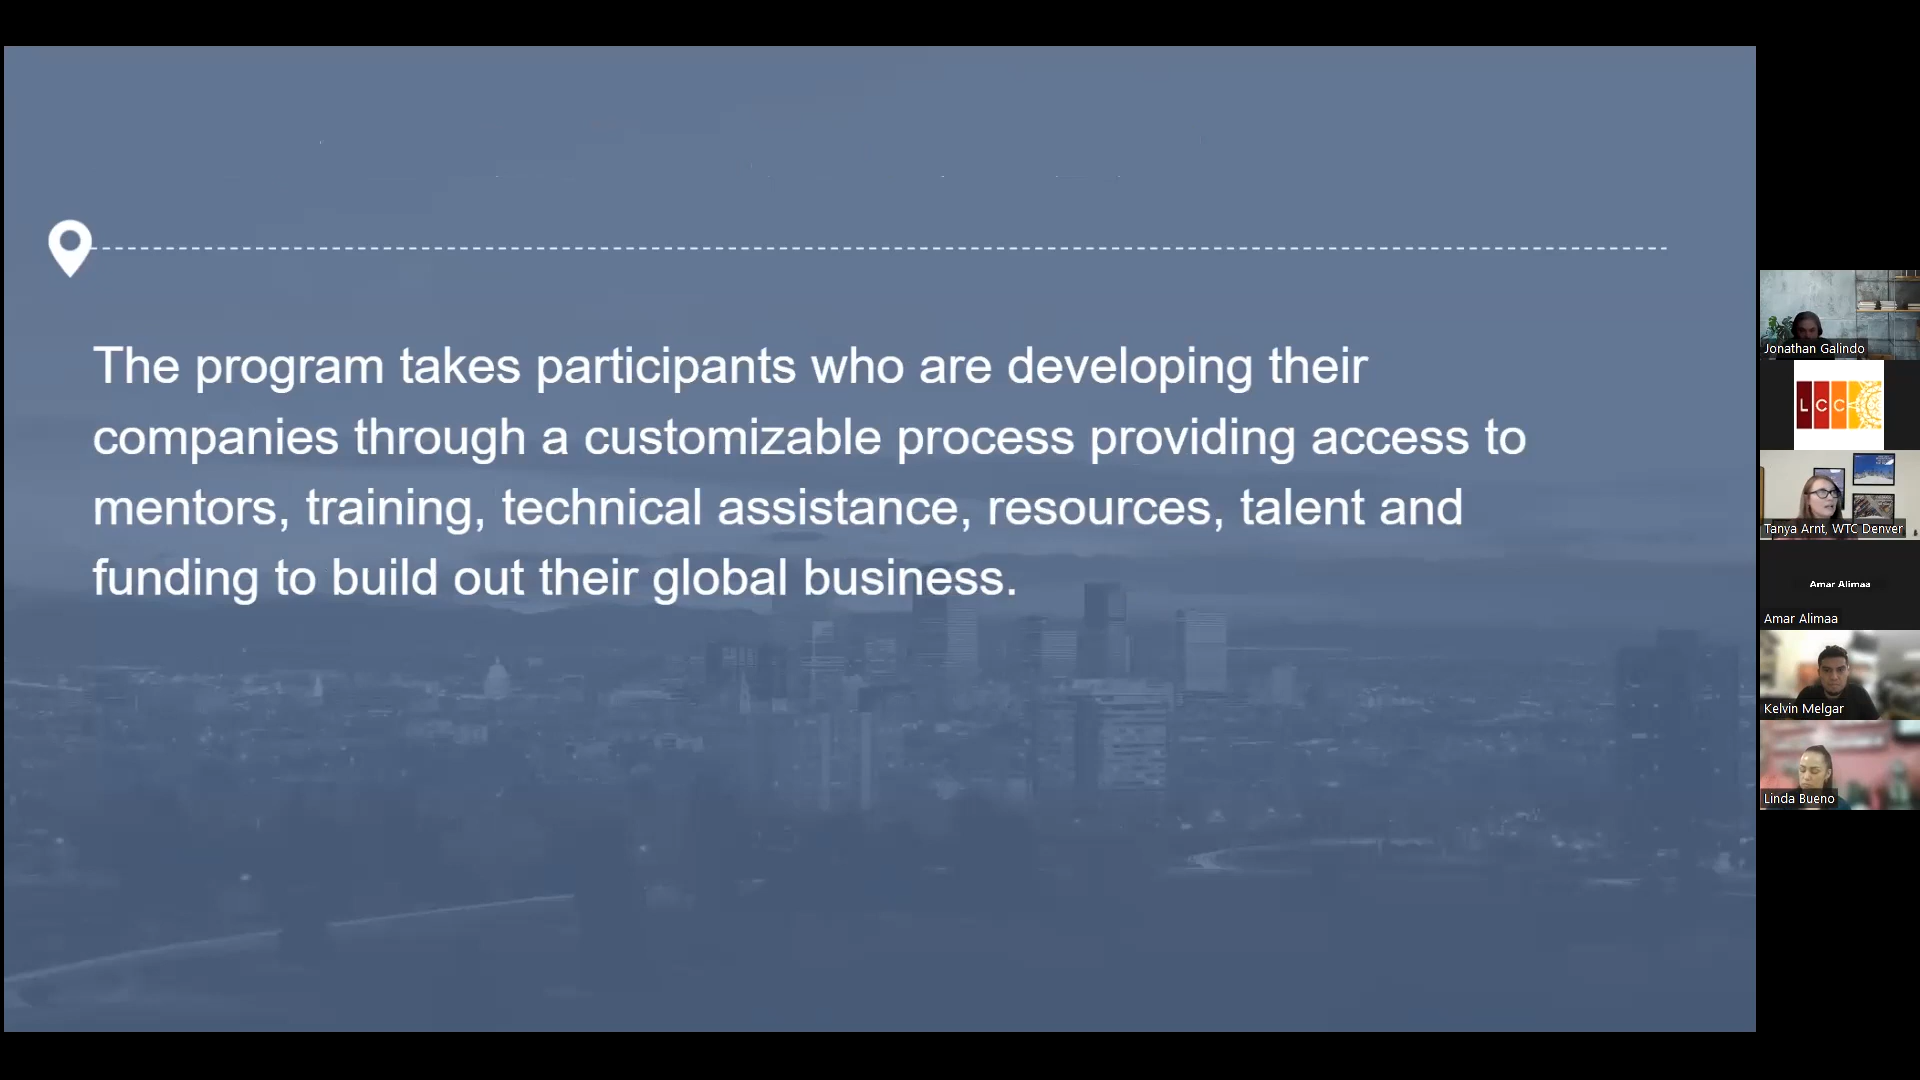 The program takes participants who are developing their
companies through a customizable process providing access to
mentors, training, technical assistance, resources, talent and
funding to build out their global business.
Jonathan Galindo
LCC
Tanya Arnt, WTC Denver
Amar Alimaa
Amar Alimaa
Kelvin Melgar
Linda Bueno